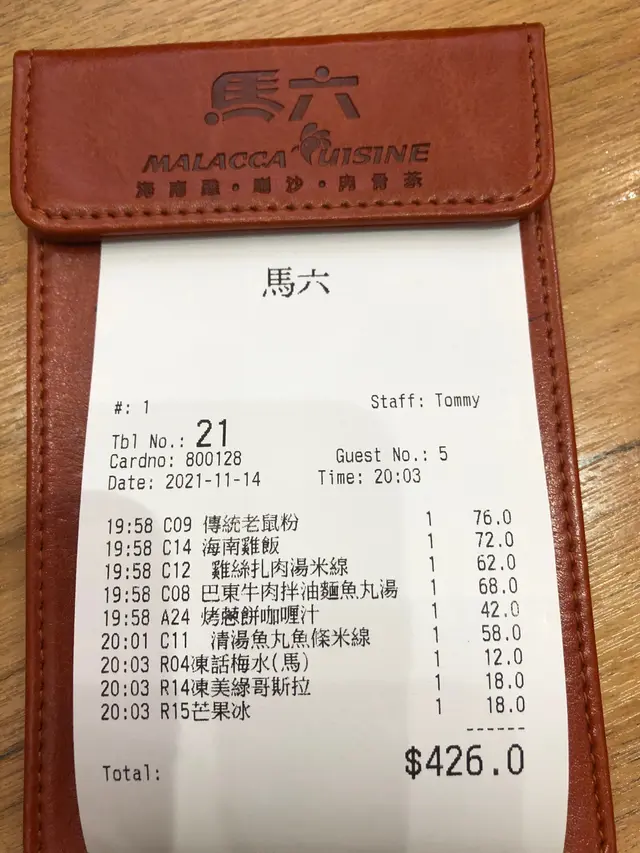 馬六
MALACCA CUISINE
海南雞·喇沙·肉骨茶
馬六
#: 1 Staff: Tommy
Tbl No.: 21
Cardno: 800128 Guest No.: 5
Date: 2021-11-14 Time: 20:03
19:58 C09 傳統老鼠粉 1 76.0
19:58 C14 海南雞飯 1 72.0
19:58 C12 雞絲扎肉湯米線 1 62.0
19:58 C08 巴東牛肉拌油麵魚丸湯 1 68.0
19:58 A24 烤蔥餅咖喱汁 1 42.0
20:01 C11 清湯魚丸魚條米線 1 58.0
20:03 R04凍話梅水(馬) 1 12.0
20:03 R14凍美綠哥斯拉 1 18.0
20:03 R15芒果冰 1 18.0
------
Total: $426.0